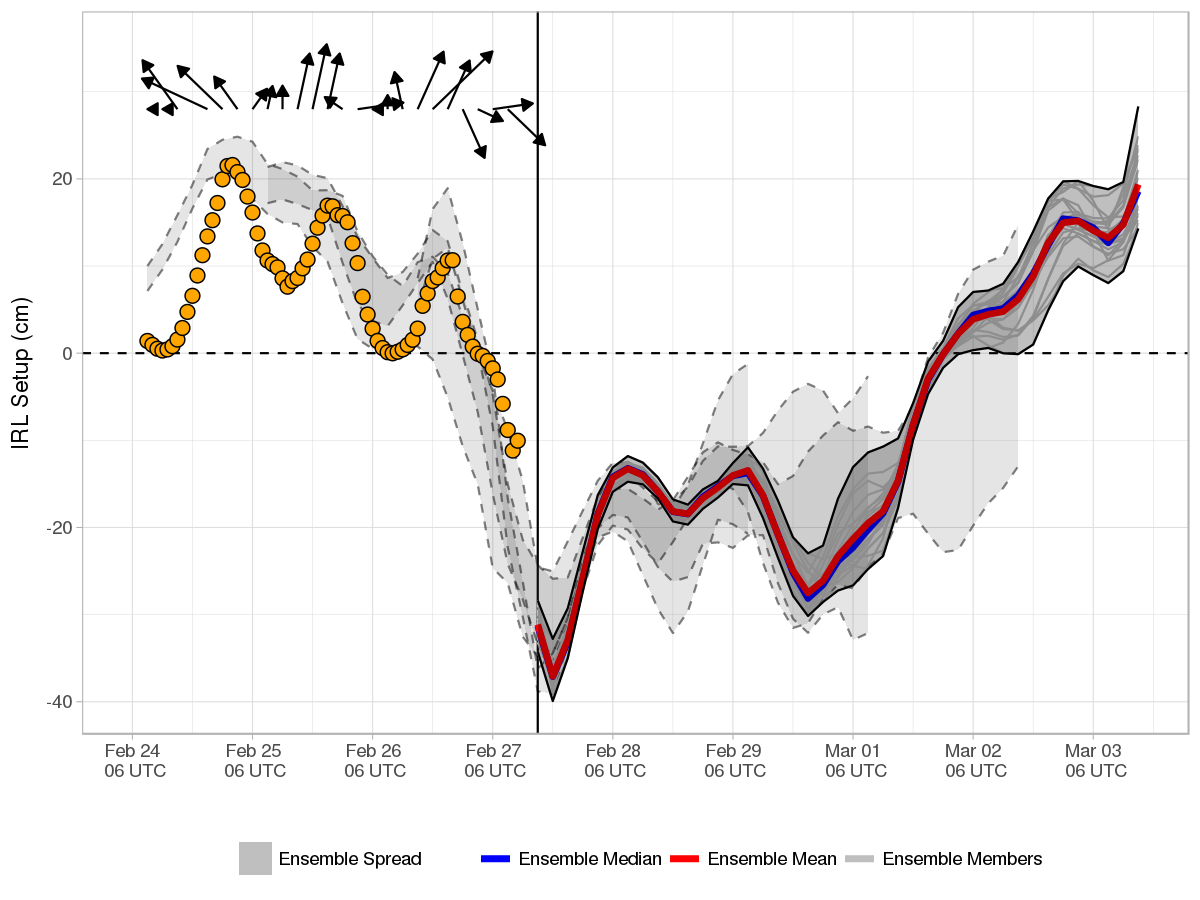 IRL Setup (cm)
20
0
-20
-40
Feb 24 Feb 25 Feb 26 Feb 27 Feb 28 Feb 29 Mar 01 Mar 02 Mar 03
06 UTC 06 UTC 06 UTC 06 UTC 06 UTC 06 UTC 06 UTC 06 UTC 06 UTC
Ensemble Spread Ensemble Median Ensemble Mean Ensemble Members